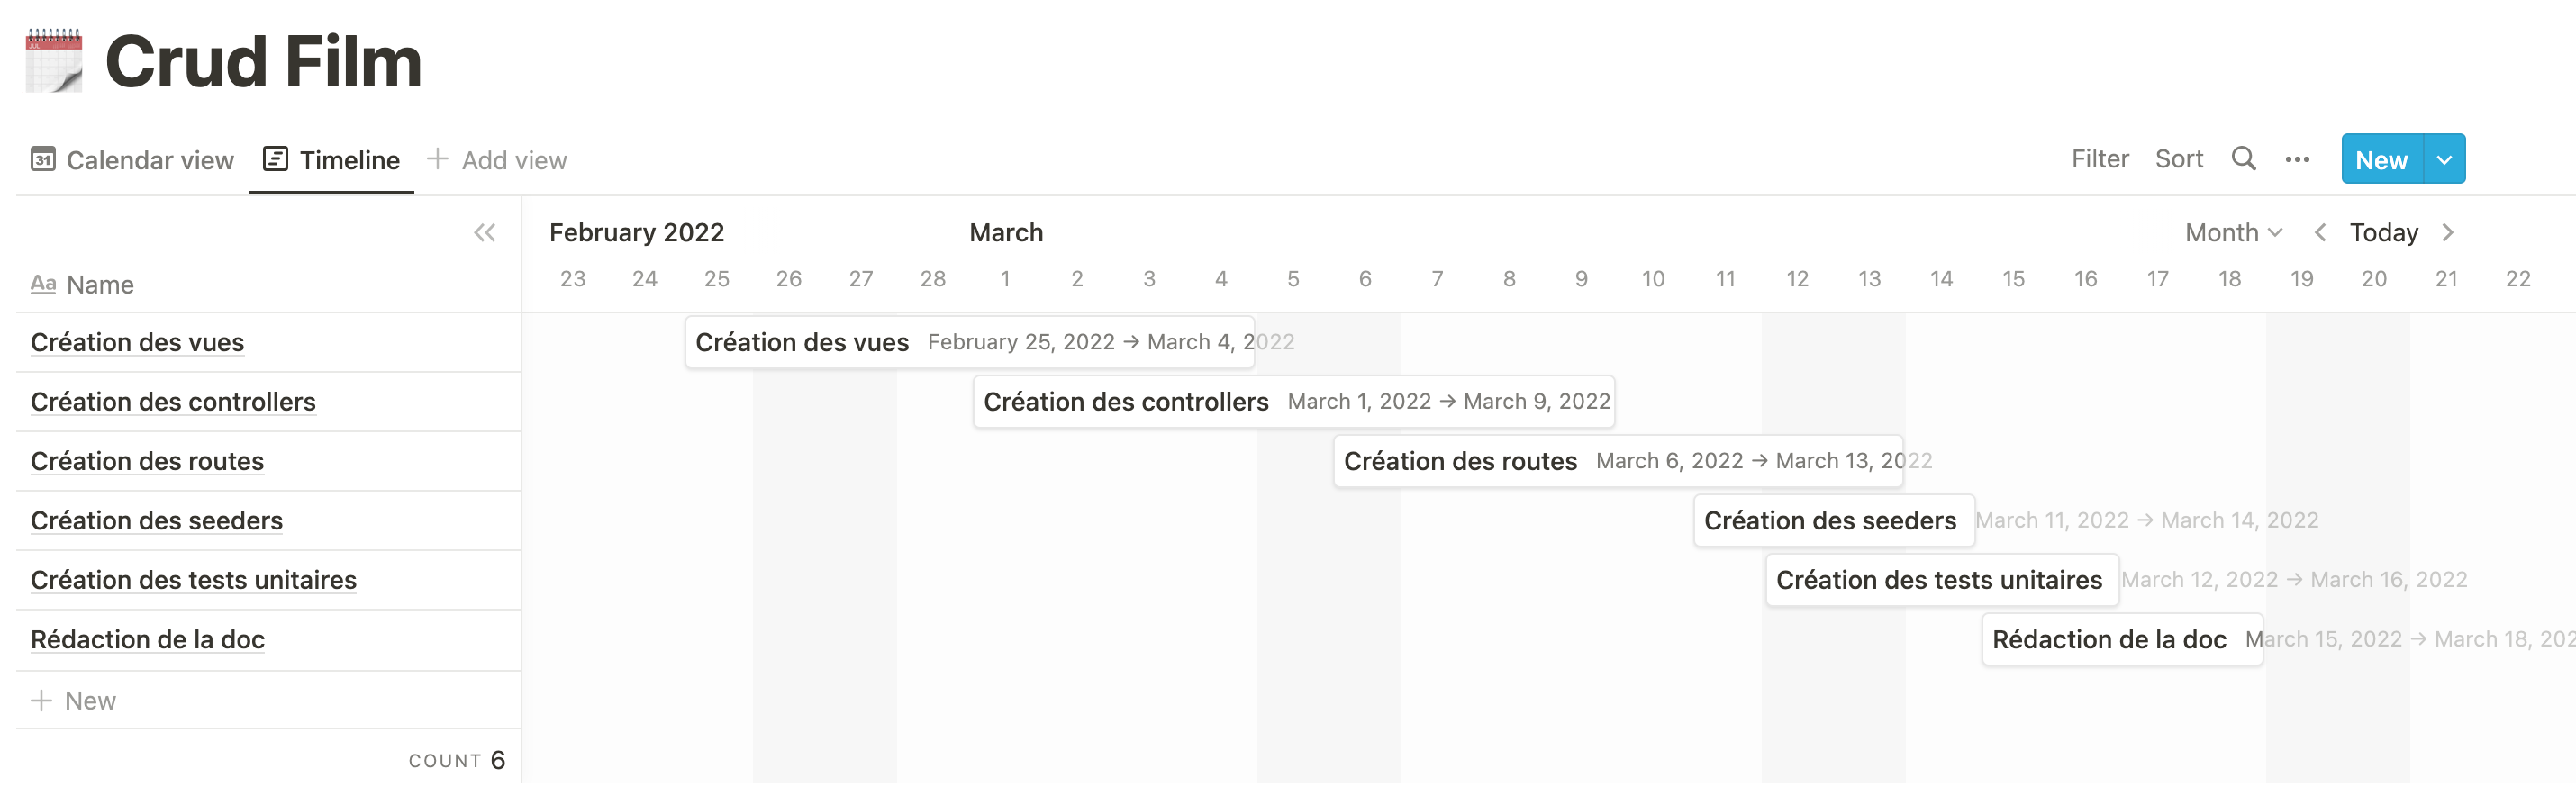 Crud Film
31 Calendar view Timeline + Add view Filter Sort ••• New
February 2022 March Month Today
Aa Name 23 24 25 26 27 28 1 2 3 4 5 6 7 8 9 10 11 12 13 14 15 16 17 18 19 20 21 22
Création des vues Création des vues February 25, 2022 → March 4, 2022
Création des controllers Création des controllers March 1, 2022 → March 9, 2022
Création des routes Création des routes March 6, 2022 → March 13, 2022
Création des seeders Création des seeders March 11, 2022 → March 14, 2022
Création des tests unitaires Création des tests unitaires March 12, 2022 → March 16, 2022
Rédaction de la doc Rédaction de la doc March 15, 2022 → March 18, 202
+ New
COUNT 6